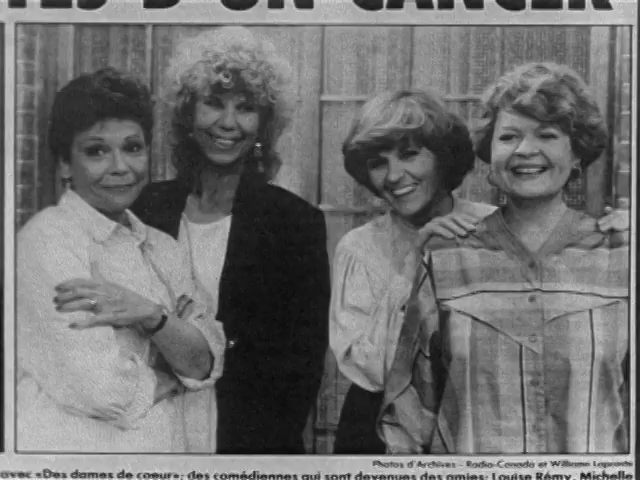 D'UN CANCER
Photos d'Archives - Radio-Canada et William Laporte
avec «Des dames de coeur»: des comédiennes qui sont devenues des amies: Louise Rémy, Michelle